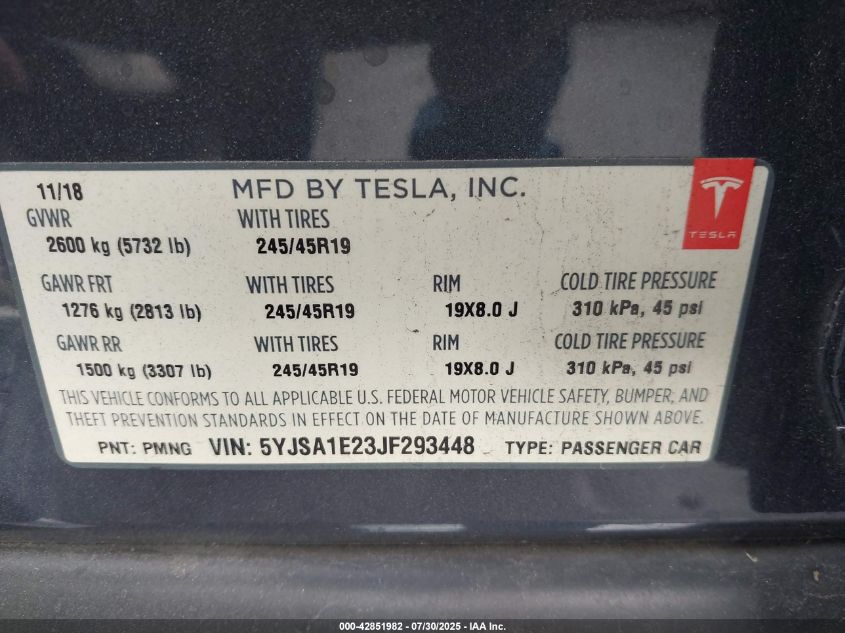 11/18 MFD BY TESLA, INC.
TESLA
GVWR WITH TIRES
2600 kg (5732 lb) 245/45R19
GAWR FRT WITH TIRES RIM COLD TIRE PRESSURE
1276 kg (2813 lb) 245/45R19 19X8.0 J 310 kPa, 45 psi
GAWR RR WITH TIRES RIM COLD TIRE PRESSURE
1500 kg (3307 lb) 245/45R19 19X8.0 J 310 kPa, 45 psi
THIS VEHICLE CONFORMS TO ALL APPLICABLE U.S. FEDERAL MOTOR VEHICLE SAFETY, BUMPER, AND
THEFT PREVENTION STANDARDS IN EFFECT ON THE DATE OF MANUFACTURE SHOWN ABOVE.
PNT: PMNG VIN: 5YJSA1E23JF293448 TYPE: PASSENGER CAR
000-42851982 - 07/30/2025 - IAA Inc.